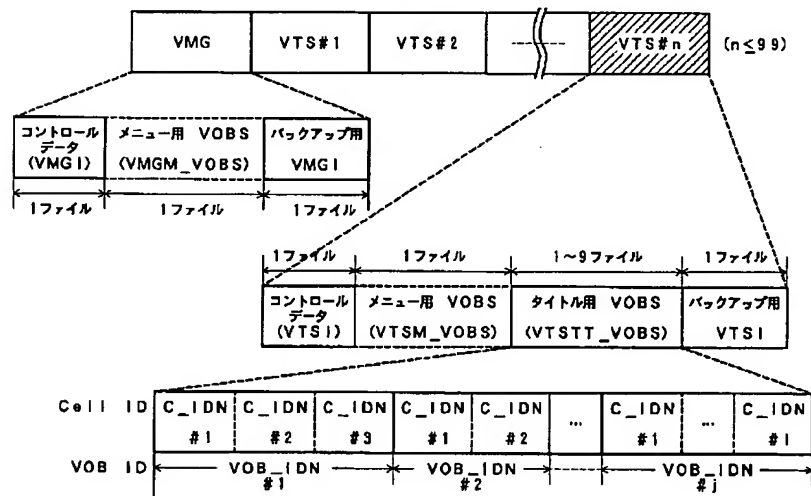 VMG VTS#1 VTS#2 VTS#n (n≤99)
コントロール データ (VMGI)
メニュー用 VOBS (VMGM_VOBS)
バックアップ用 VMGI
1ファイル 1ファイル 1ファイル
1ファイル 1ファイル 1~9ファイル 1ファイル
コントロール データ (VTSI)
メニュー用 VOBS (VTSM_VOBS)
タイトル用 VOBS (VTSTT_VOBS)
バックアップ用 VTSI
Cell ID C_IDN #1 C_IDN #2 C_IDN #3 C_IDN #1 C_IDN #2 … C_IDN #1 … C_IDN #l
VOB ID VOB_IDN #1 VOB_IDN #2 VOB_IDN #j